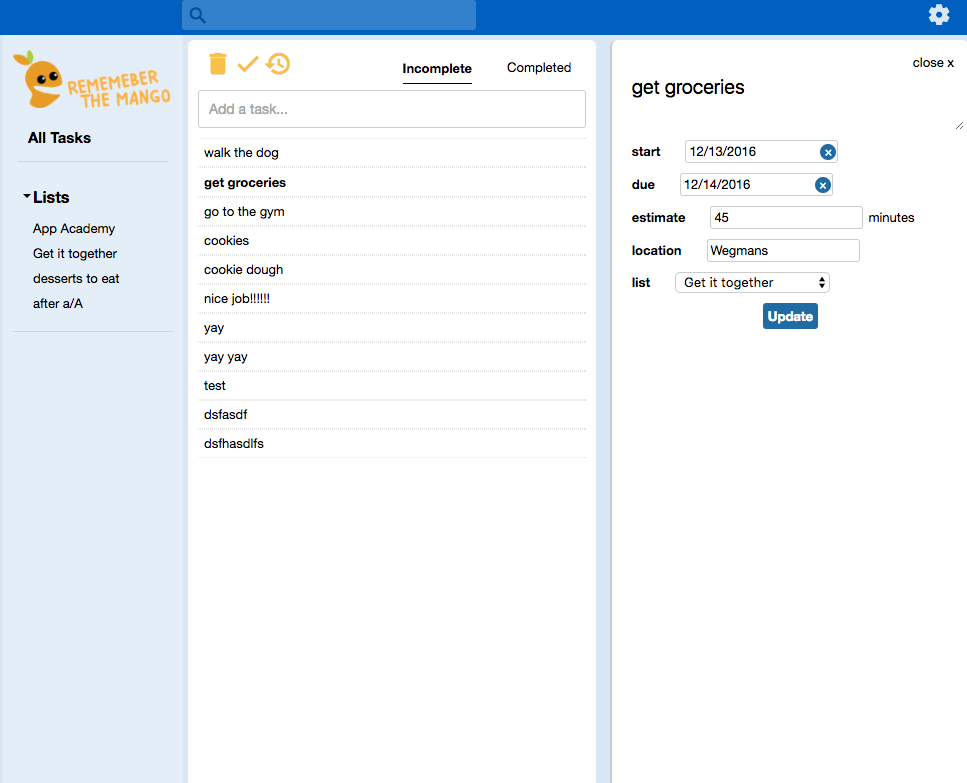 REMEMEBER
THE MANGO
All Tasks
Lists
App Academy
Get it together
desserts to eat
after a/A
Incomplete
Completed
Add a task...
walk the dog
get groceries
go to the gym
cookies
cookie dough
nice job!!!!!!
yay
yay yay
test
dsfasdf
dsfhasdlfs
close x
get groceries
start 12/13/2016
due 12/14/2016
estimate 45 minutes
location Wegmans
list Get it together
Update